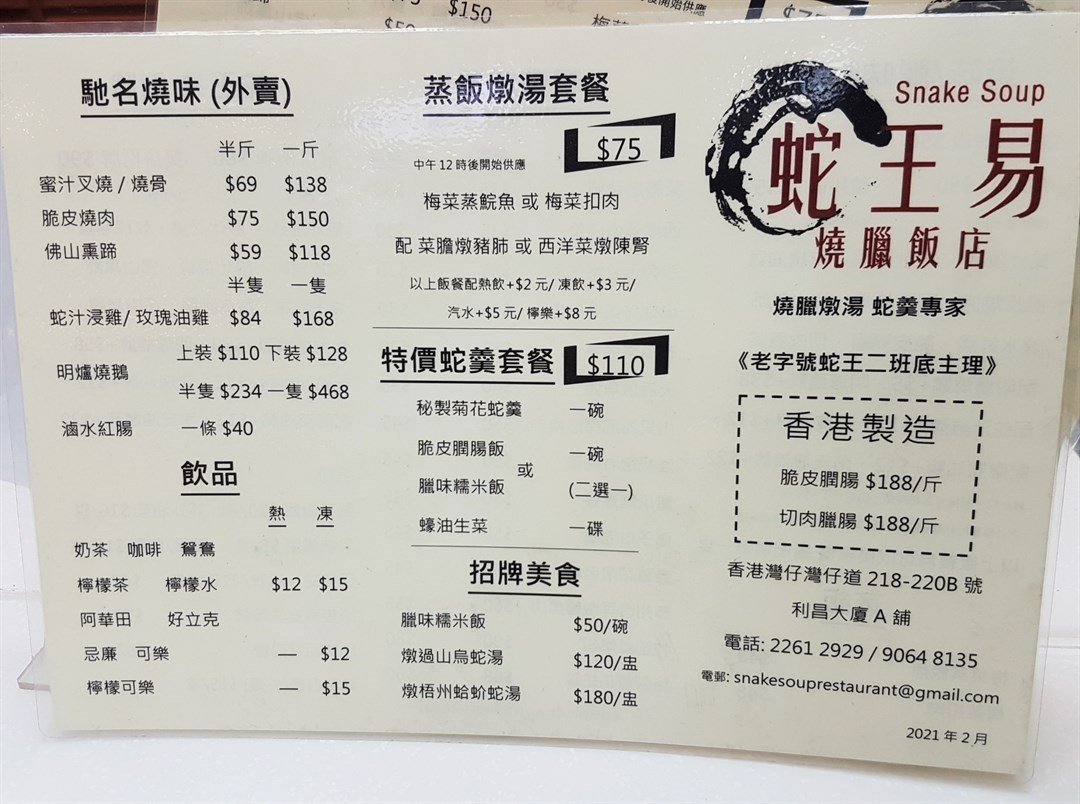 $150
馳名燒味 (外賣)
半斤 一斤
蜜汁叉燒 / 燒骨 $69 $138
脆皮燒肉 $75 $150
佛山熏蹄 $59 $118
半隻 一隻
蛇汁浸雞/ 玫瑰油雞 $84 $168
明爐燒鵝
上裝 $110 下裝 $128
半隻 $234 一隻 $468
滷水紅腸 一條 $40
飲品
熱 凍
奶茶 咖啡 鴛鴦
檸檬茶 檸檬水 $12 $15
阿華田 好立克
忌廉 可樂 — $12
檸檬可樂 — $15
蒸飯燉湯套餐
$75
中午 12 時後開始供應
梅菜蒸鯇魚 或 梅菜扣肉
配 菜膽燉豬肺 或 西洋菜燉陳腎
以上飯餐配熱飲+$2 元/ 凍飲+$3 元/
汽水+$5 元/ 檸樂+$8 元
特價蛇羹套餐 $110
秘製菊花蛇羹 一碗
脆皮膶腸飯 一碗
或
臘味糯米飯 (二選一)
蠔油生菜 一碟
招牌美食
臘味糯米飯 $50/碗
燉過山烏蛇湯 $120/盅
燉梧州蛤蚧蛇湯 $180/盅
Snake Soup
蛇王易
燒臘飯店
燒臘燉湯 蛇羹專家
《老字號蛇王二班底主理》
香港製造
脆皮膶腸 $188/斤
切肉臘腸 $188/斤
香港灣仔灣仔道 218-220B 號
利昌大廈 A 舖
電話: 2261 2929 / 9064 8135
電郵: snakesouprestaurant@gmail.com
2021 年 2 月